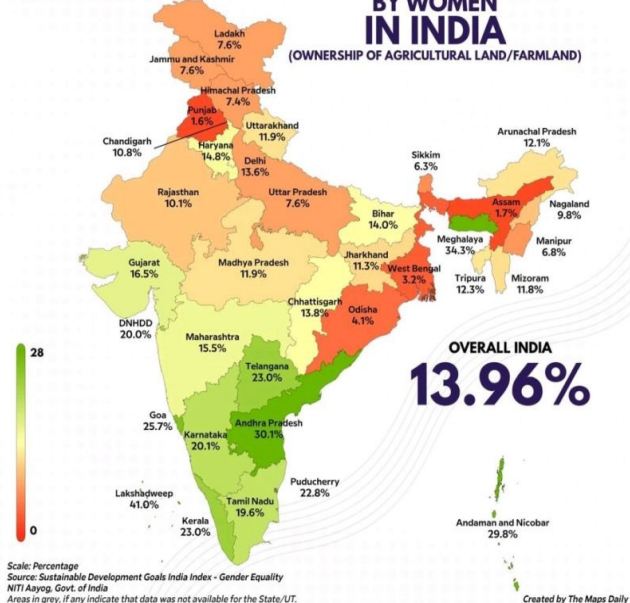 BY WOMEN
IN INDIA
(OWNERSHIP OF AGRICULTURAL LAND/FARMLAND)
Ladakh
7.6%
Jammu and Kashmir
7.6%
Himachal Pradesh
7.4%
Punjab
1.6%
Uttarakhand
11.9%
Chandigarh
10.8%
Haryana
14.8%
Delhi
13.6%
Arunachal Pradesh
12.1%
Sikkim
6.3%
Rajasthan
10.1%
Uttar Pradesh
7.6%
Assam
1.7%
Nagaland
9.8%
Bihar
14.0%
Meghalaya
34.3%
Manipur
6.8%
Gujarat
16.5%
Madhya Pradesh
11.9%
Jharkhand
11.3%
West Bengal
3.2%
Tripura
12.3%
Mizoram
11.8%
Chhattisgarh
13.8%
Odisha
4.1%
DNHDD
20.0%
Maharashtra
15.5%
28
OVERALL INDIA
13.96%
Telangana
23.0%
Goa
25.7%
Andhra Pradesh
30.1%
Karnataka
20.1%
Puducherry
22.8%
Lakshadweep
41.0%
Tamil Nadu
19.6%
Kerala
23.0%
Andaman and Nicobar
29.8%
0
Scale: Percentage
Source: Sustainable Development Goals India Index - Gender Equality
NITI Aayog, Govt. of India
Areas in grey, if any indicate that data was not available for the State/UT.
Created by The Maps Daily